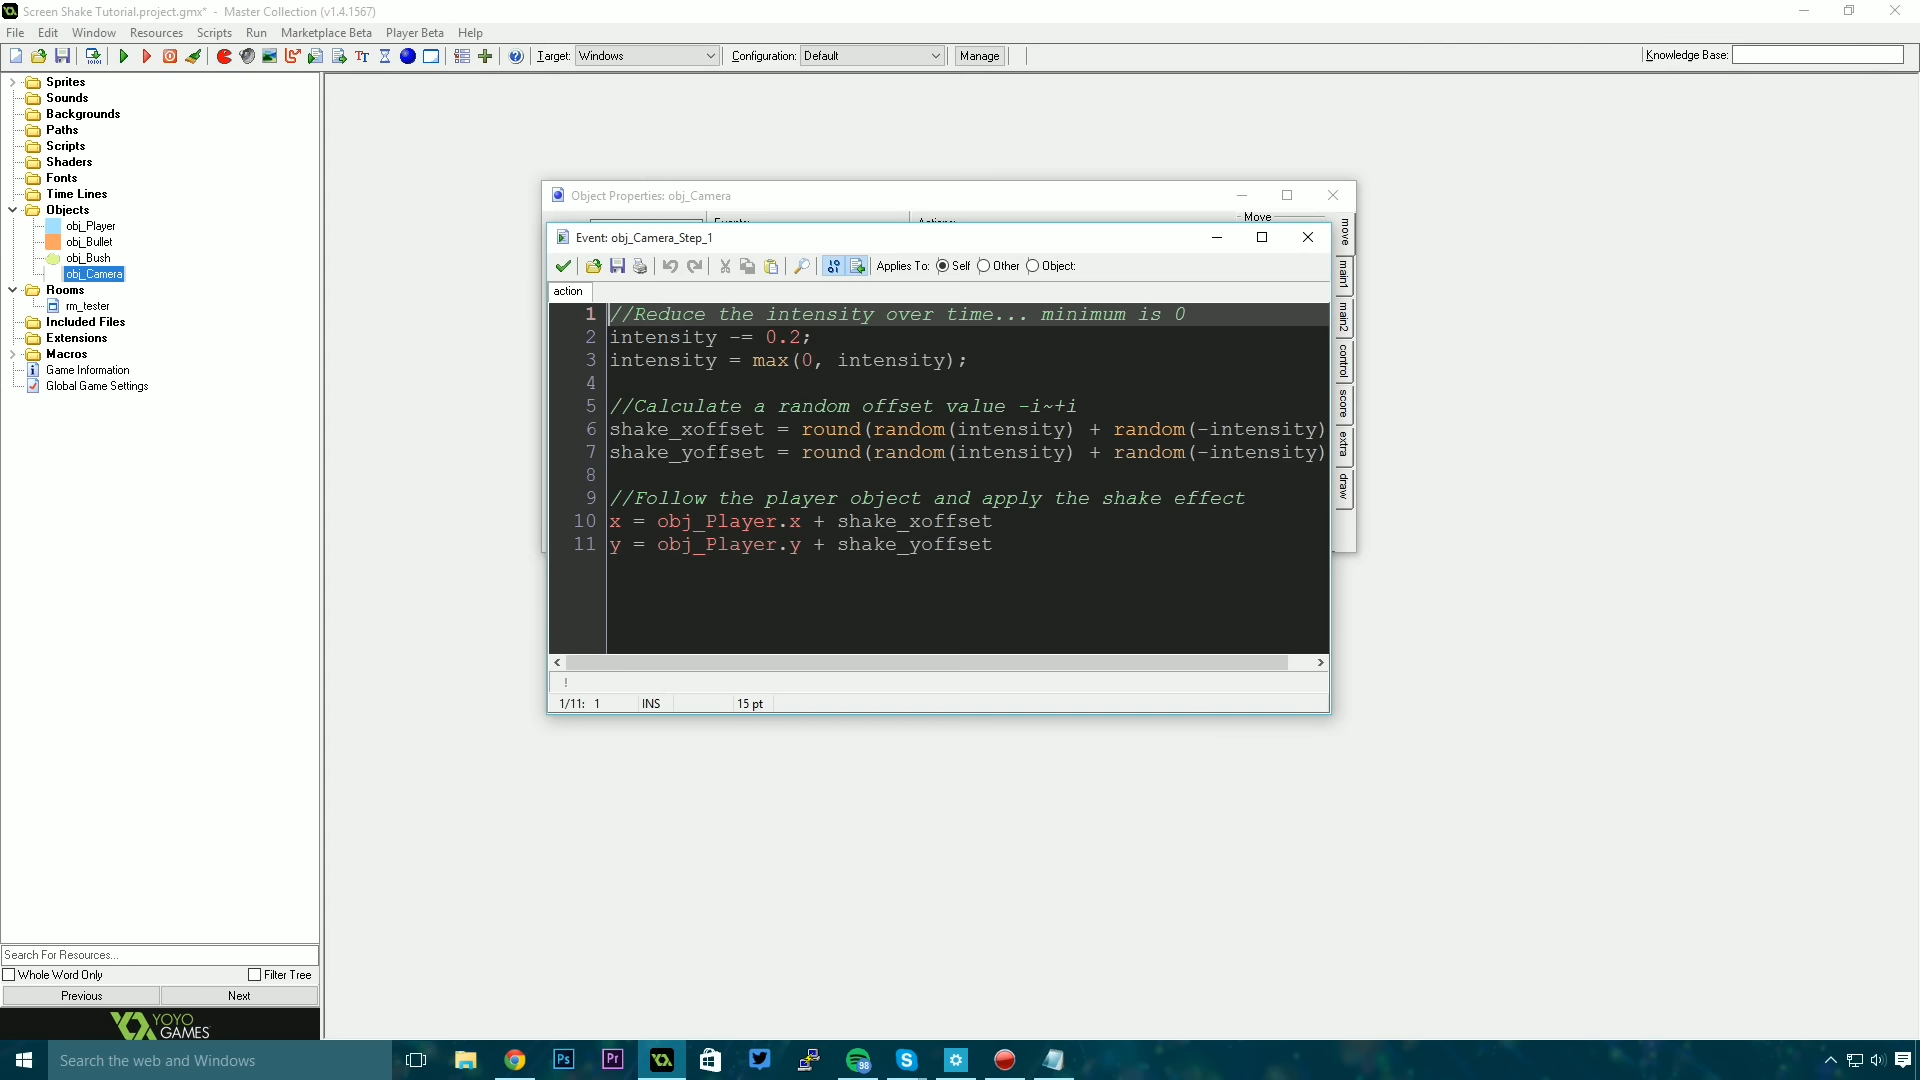 Screen Shake Tutorial.project.gmx* - Master Collection (v1.4.1567)
File Edit Window Resources Scripts Run Marketplace Beta Player Beta Help
Target: Windows Configuration: Default Manage Knowledge Base:
Sprites
Sounds
Backgrounds
Paths
Scripts
Shaders
Fonts
Time Lines
Objects
obj_Player
obj_Bullet
obj_Bush
obj_Camera
Rooms
rm_tester
Included Files
Extensions
Macros
Game Information
Global Game Settings
Search For Resources...
Whole Word Only Filter Tree
Previous Next
YOYO
GAMES
Object Properties: obj_Camera
Move
move
main1
main2
control
score
extra
draw
Event: obj_Camera_Step_1
Applies To: Self Other Object:
action
1 //Reduce the intensity over time... minimum is 0
2 intensity -= 0.2;
3 intensity = max(0, intensity);
4
5 //Calculate a random offset value -i~+i
6 shake_xoffset = round(random(intensity) + random(-intensity)
7 shake_yoffset = round(random(intensity) + random(-intensity)
8
9 //Follow the player object and apply the shake effect
10 x = obj_Player.x + shake_xoffset
11 y = obj_Player.y + shake_yoffset
!
1/11: 1 INS 15 pt
Search the web and Windows
Ps
Pr
98